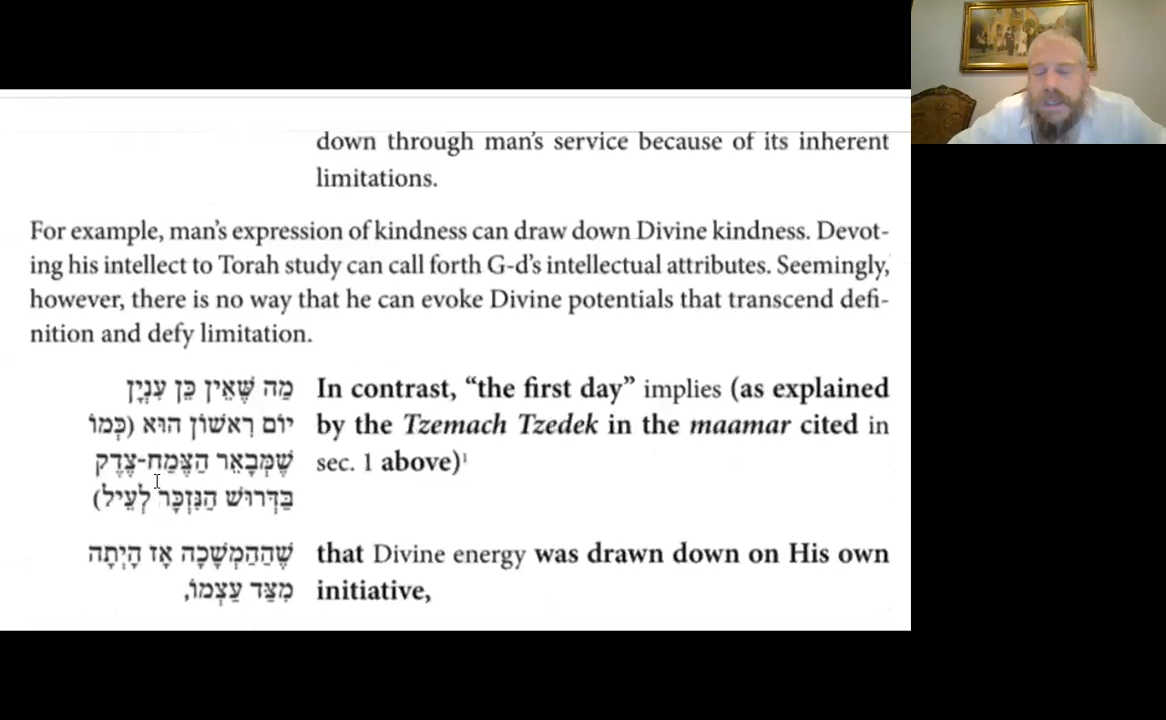 down through man's service because of its inherent
limitations.
For example, man's expression of kindness can draw down Divine kindness. Devot-
ing his intellect to Torah study can call forth G-d's intellectual attributes. Seemingly,
however, there is no way that he can evoke Divine potentials that transcend defi-
nition and defy limitation.
In contrast, “the first day” implies (as explained
by the Tzemach Tzedek in the maamar cited in
sec. 1 above)¹
מַה שֶּׁאֵין כֵּן עִנְיָן
יוֹם רִאשׁוֹן הוּא (כְּמוֹ
שֶׁמְּבָאֵר הַצֶּמַח-צֶדֶק
בַּדְּרוּשׁ הַנִּזְכָּר לְעֵיל)
that Divine energy was drawn down on His own
initiative,
שֶׁהַהַמְשָׁכָה אָז הָיְתָה
מִצַּד עַצְמוֹ,